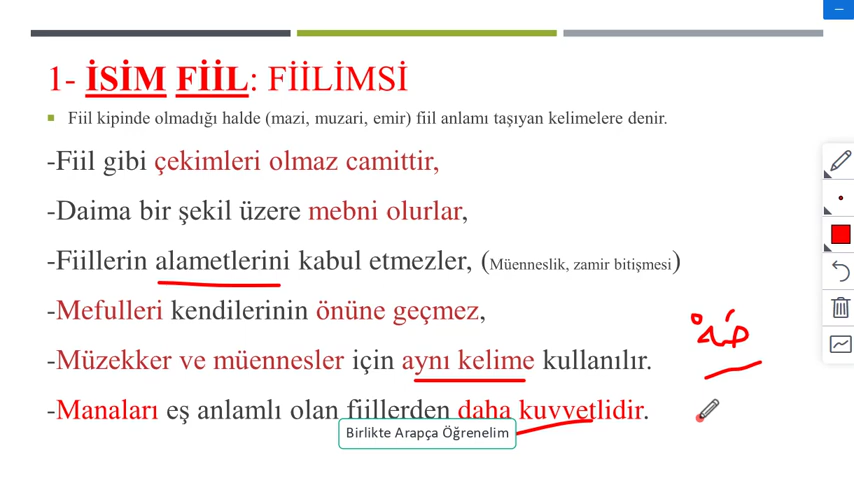 1- İSİM FİİL: FİİLİMSİ
Fiil kipinde olmadığı halde (mazi, muzari, emir) fiil anlamı taşıyan kelimelere denir.
-Fiil gibi çekimleri olmaz camittir,
-Daima bir şekil üzere mebni olurlar,
-Fiillerin alametlerini kabul etmezler, (Müenneslik, zamir bitişmesi)
-Mefulleri kendilerinin önüne geçmez,
-Müzekker ve müennesler için aynı kelime kullanılır.
-Manaları eş anlamlı olan fiillerden daha kuvvetlidir.
Birlikte Arapça Öğrenelim